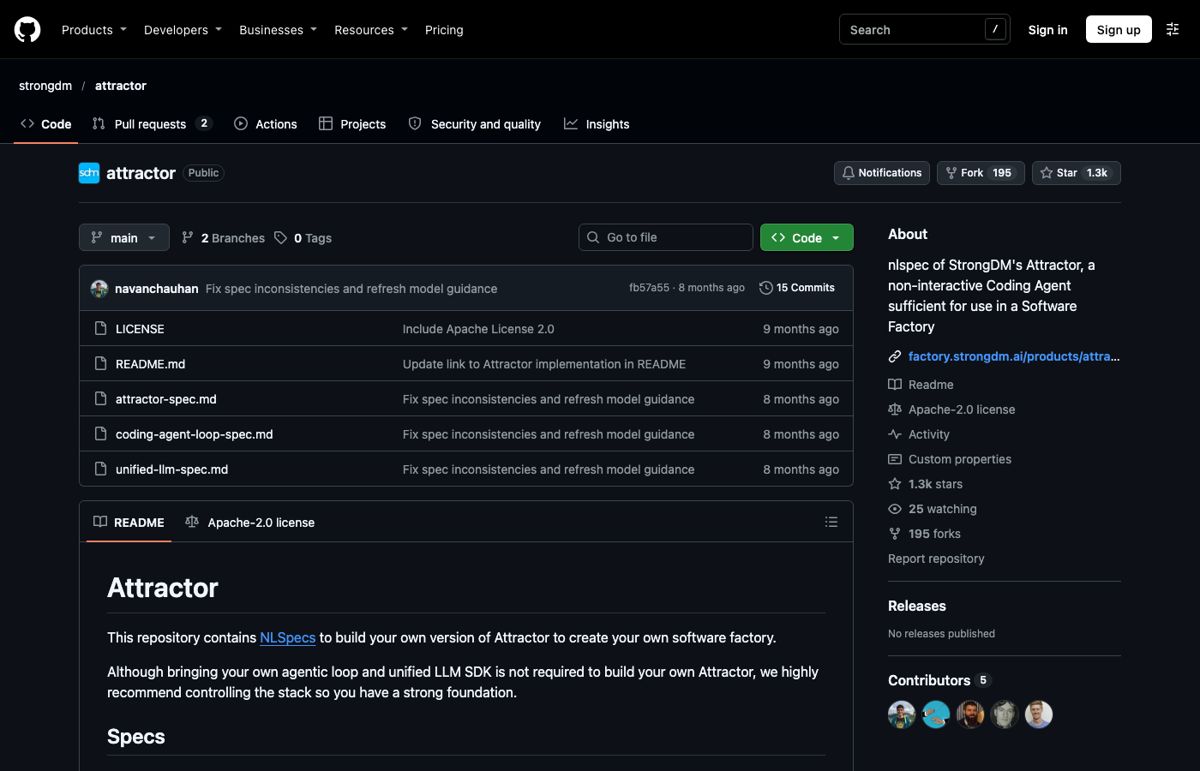 Products Developers Businesses Resources Pricing Search / Sign in Sign up
strongdm / attractor
Code Pull requests 2 Actions Projects Security and quality Insights
sdm attractor Public Notifications Fork 195 Star 1.3k
main 2 Branches 0 Tags Go to file Code
navanchauhan Fix spec inconsistencies and refresh model guidance fb57a55 · 8 months ago 15 Commits
LICENSE Include Apache License 2.0 9 months ago
README.md Update link to Attractor implementation in README 9 months ago
attractor-spec.md Fix spec inconsistencies and refresh model guidance 8 months ago
coding-agent-loop-spec.md Fix spec inconsistencies and refresh model guidance 8 months ago
unified-llm-spec.md Fix spec inconsistencies and refresh model guidance 8 months ago
README Apache-2.0 license
Attractor
This repository contains NLSpecs to build your own version of Attractor to create your own software factory.
Although bringing your own agentic loop and unified LLM SDK is not required to build your own Attractor, we highly
recommend controlling the stack so you have a strong foundation.
Specs
About
nlspec of StrongDM's Attractor, a
non-interactive Coding Agent
sufficient for use in a Software
Factory
factory.strongdm.ai/products/attra...
Readme
Apache-2.0 license
Activity
Custom properties
1.3k stars
25 watching
195 forks
Report repository
Releases
No releases published
Contributors 5